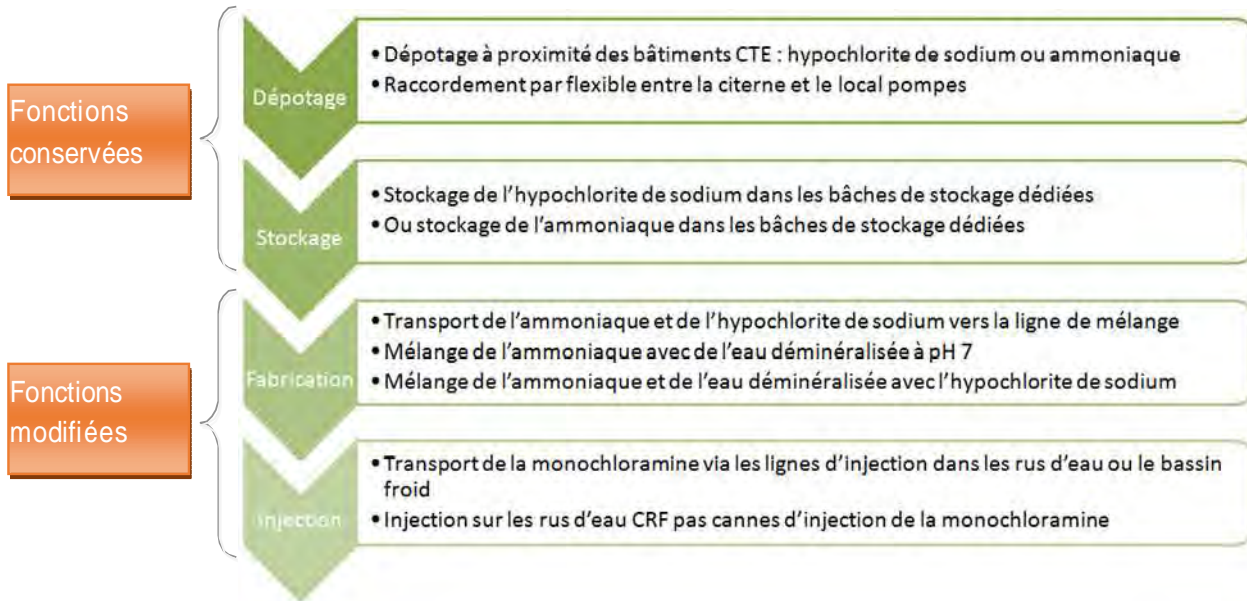 Fonctions
conservées
Dépotage
• Dépotage à proximité des bâtiments CTE : hypochlorite de sodium ou ammoniaque
• Raccordement par flexible entre la citerne et le local pompes
Stockage
• Stockage de l'hypochlorite de sodium dans les bâches de stockage dédiées
• Ou stockage de l'ammoniaque dans les bâches de stockage dédiées
Fonctions
modifiées
Fabrication
• Transport de l'ammoniaque et de l'hypochlorite de sodium vers la ligne de mélange
• Mélange de l'ammoniaque avec de l'eau déminéralisée à pH 7
• Mélange de l'ammoniaque et de l'eau déminéralisée avec l'hypochlorite de sodium
Injection
• Transport de la monochloramine via les lignes d'injection dans les rus d'eau ou le bassin
froid
• Injection sur les rus d'eau CRF pas cannes d'injection de la monochloramine